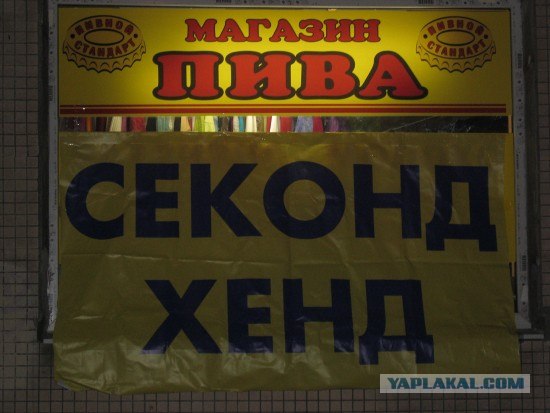 ПИВНОЙ
СТАНДАРТ
МАГАЗИН
ПИВА
ПИВНОЙ
СТАНДАРТ
СЕКОНД
ХЕНД
YAPLAKAL.COM